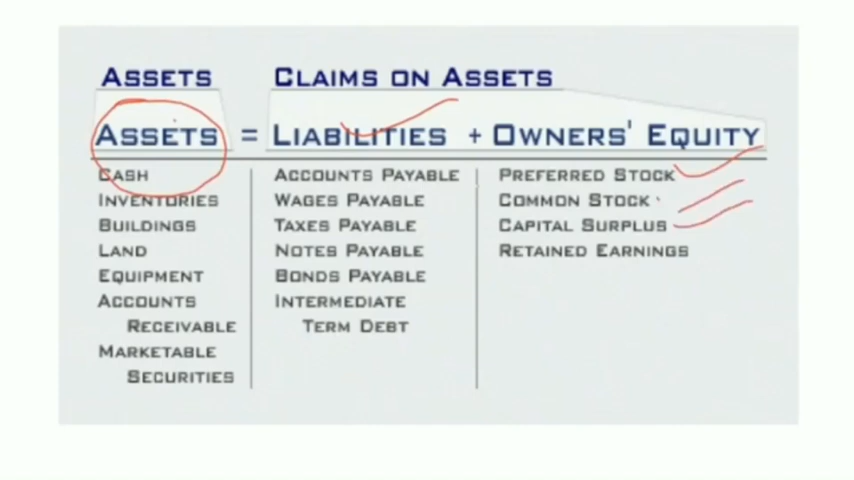 ASSETS
CLAIMS ON ASSETS
ASSETS = LIABILITIES + OWNERS' EQUITY
CASH
INVENTORIES
BUILDINGS
LAND
EQUIPMENT
ACCOUNTS
RECEIVABLE
MARKETABLE
SECURITIES
ACCOUNTS PAYABLE
WAGES PAYABLE
TAXES PAYABLE
NOTES PAYABLE
BONDS PAYABLE
INTERMEDIATE
TERM DEBT
PREFERRED STOCK
COMMON STOCK
CAPITAL SURPLUS
RETAINED EARNINGS